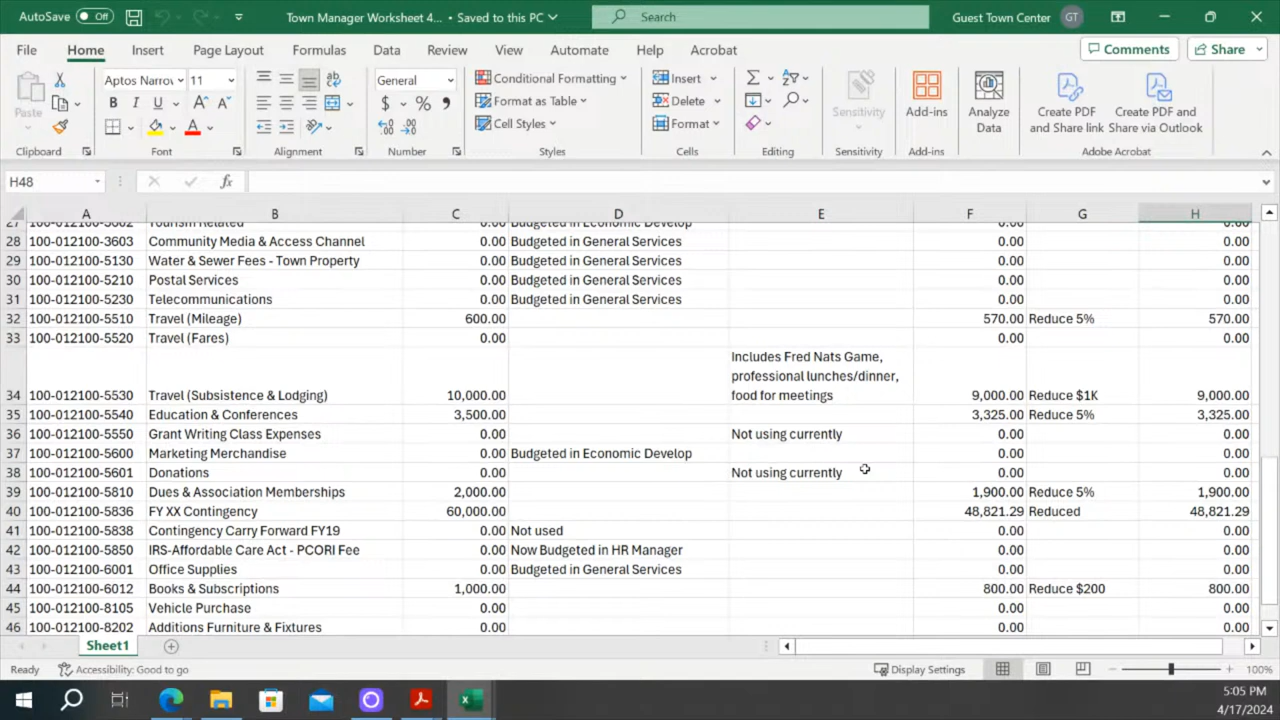 AutoSave Off Town Manager Worksheet 4... • Saved to this PC Search Guest Town Center GT
File Home Insert Page Layout Formulas Data Review View Automate Help Acrobat Comments Share
Paste Aptos Narrov 11 General Conditional Formatting Format as Table Cell Styles Insert Delete Format Sensitivity Add-ins Analyze Data Create PDF and Share link Create PDF and Share via Outlook
Clipboard Font Alignment Number Styles Cells Editing Sensitivity Add-ins Adobe Acrobat
H48 fx
A B C D E F G H
27 100-012100-3602 Tourism Related 0.00 Budgeted in Economic Develop 0.00 0.00
28 100-012100-3603 Community Media & Access Channel 0.00 Budgeted in General Services 0.00 0.00
29 100-012100-5130 Water & Sewer Fees - Town Property 0.00 Budgeted in General Services 0.00 0.00
30 100-012100-5210 Postal Services 0.00 Budgeted in General Services 0.00 0.00
31 100-012100-5230 Telecommunications 0.00 Budgeted in General Services 0.00 0.00
32 100-012100-5510 Travel (Mileage) 600.00 570.00 Reduce 5% 570.00
33 100-012100-5520 Travel (Fares) 0.00 0.00 0.00
Includes Fred Nats Game,
professional lunches/dinner,
34 100-012100-5530 Travel (Subsistence & Lodging) 10,000.00 food for meetings 9,000.00 Reduce $1K 9,000.00
35 100-012100-5540 Education & Conferences 3,500.00 3,325.00 Reduce 5% 3,325.00
36 100-012100-5550 Grant Writing Class Expenses 0.00 Not using currently 0.00 0.00
37 100-012100-5600 Marketing Merchandise 0.00 Budgeted in Economic Develop 0.00 0.00
38 100-012100-5601 Donations 0.00 Not using currently 0.00 0.00
39 100-012100-5810 Dues & Association Memberships 2,000.00 1,900.00 Reduce 5% 1,900.00
40 100-012100-5836 FY XX Contingency 60,000.00 48,821.29 Reduced 48,821.29
41 100-012100-5838 Contingency Carry Forward FY19 0.00 Not used 0.00 0.00
42 100-012100-5850 IRS-Affordable Care Act - PCORI Fee 0.00 Now Budgeted in HR Manager 0.00 0.00
43 100-012100-6001 Office Supplies 0.00 Budgeted in General Services 0.00 0.00
44 100-012100-6012 Books & Subscriptions 1,000.00 800.00 Reduce $200 800.00
45 100-012100-8105 Vehicle Purchase 0.00 0.00 0.00
46 100-012100-8202 Additions Furniture & Fixtures 0.00 0.00 0.00
Sheet1
Ready Accessibility: Good to go Display Settings 100%
5:05 PM
4/17/2024